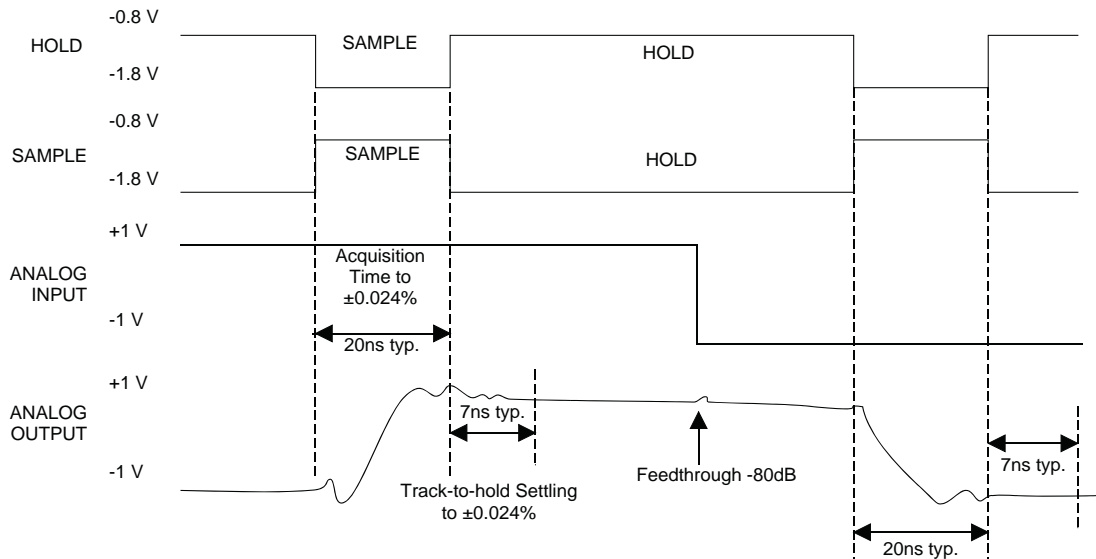 -0.8 V
HOLD
SAMPLE
HOLD
-1.8 V
-0.8 V
SAMPLE
SAMPLE
HOLD
-1.8 V
+1 V
ANALOG
INPUT
Acquisition
Time to
±0.024%
-1 V
20ns typ.
+1 V
ANALOG
OUTPUT
7ns typ.
-1 V
Feedthrough -80dB
7ns typ.
Track-to-hold Settling
to ±0.024%
20ns typ.